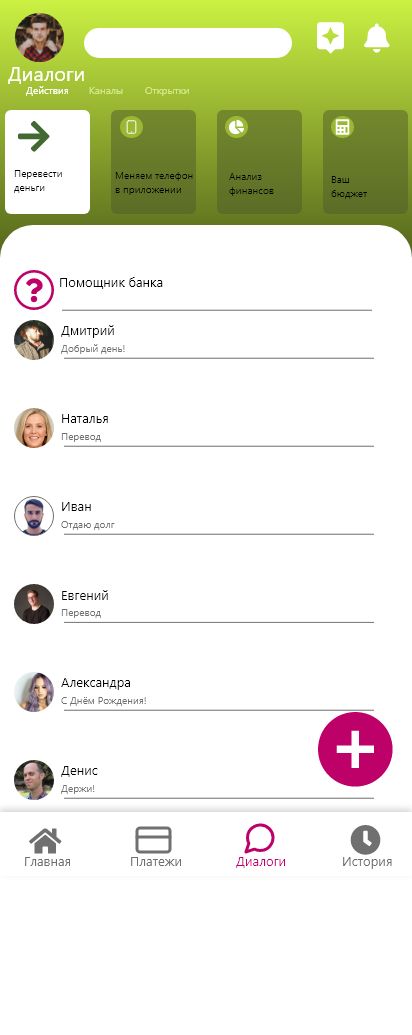 Диалоги
Действия Каналы Открытки
Перевести
деньги
Меняем телефон
в приложении
Анализ
финансов
Ваш
бюджет
Помощник банка
Дмитрий
Добрый день!
Наталья
Перевод
Иван
Отдаю долг
Евгений
Перевод
Александра
С Днём Рождения!
Денис
Держи!
Главная Платежи Диалоги История